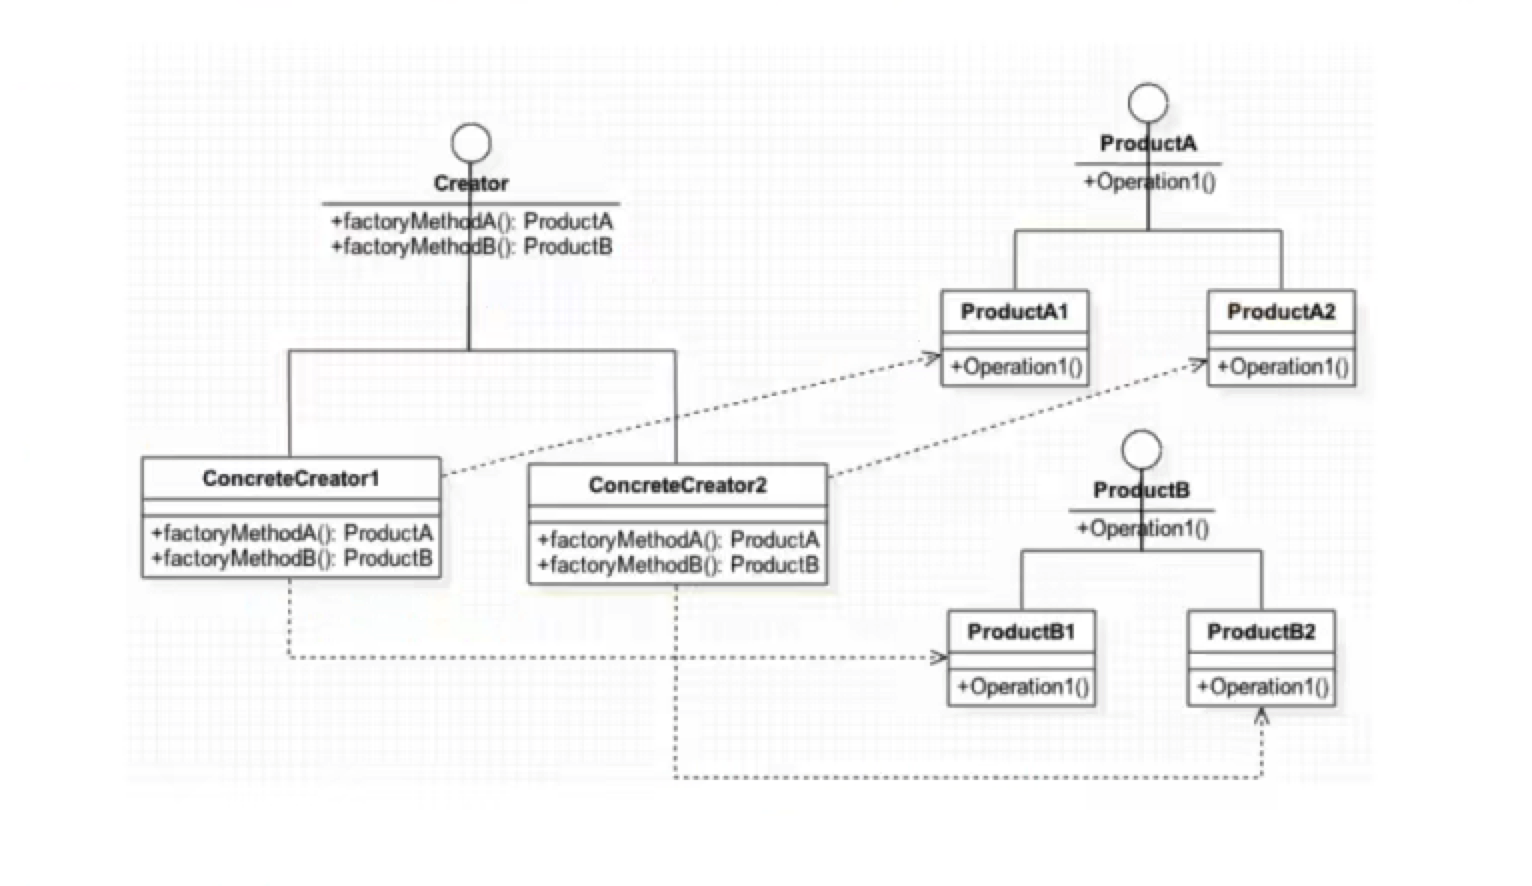 Creator
+factoryMethodA(): ProductA
+factoryMethodB(): ProductB
ProductA
+Operation1()
ProductA1
+Operation1()
ProductA2
+Operation1()
ConcreteCreator1
+factoryMethodA(): ProductA
+factoryMethodB(): ProductB
ConcreteCreator2
+factoryMethodA(): ProductA
+factoryMethodB(): ProductB
ProductB
+Operation1()
ProductB1
+Operation1()
ProductB2
+Operation1()